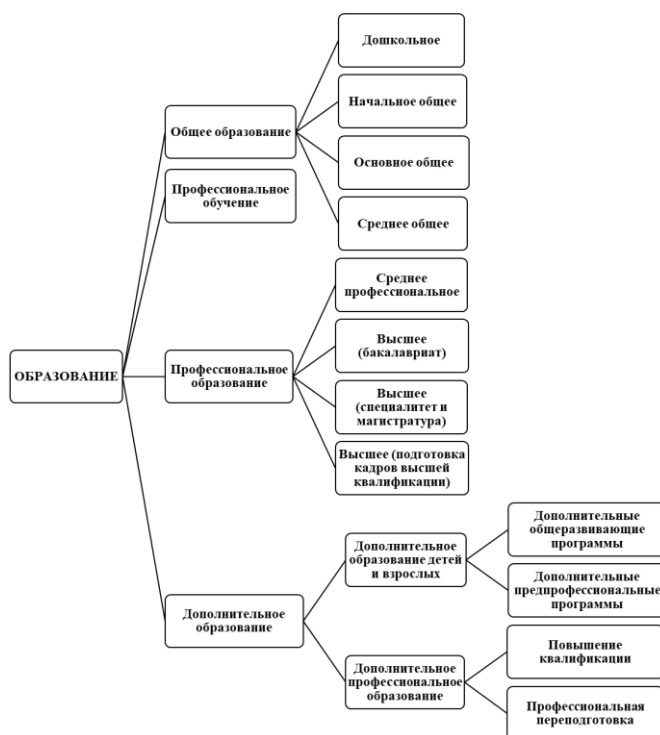 Дошкольное
Начальное общее
Общее образование
Основное общее
Профессиональное
обучение
Среднее общее
Среднее
профессиональное
Высшее
(бакалавриат)
ОБРАЗОВАНИЕ
Профессиональное
образование
Высшее
(специалитет и
магистратура)
Высшее (подготовка
кадров высшей
квалификации)
Дополнительные
общеразвивающие
программы
Дополнительное
образование детей
и взрослых
Дополнительные
предпрофессиональные
программы
Дополнительное
образование
Повышение
квалификации
Дополнительное
профессиональное
образование
Профессиональная
переподготовка